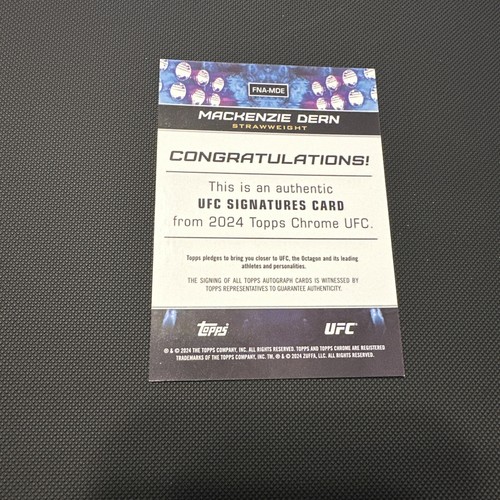 FNA-MDE
MACKENZIE DERN
STRAWWEIGHT
CONGRATULATIONS!
This is an authentic
UFC SIGNATURES CARD
from 2024 Topps Chrome UFC.
Topps pledges to bring you closer to UFC, the Octagon and its leading
athletes and personalities.
THE SIGNING OF ALL TOPPS AUTOGRAPH CARDS IS WITNESSED BY
TOPPS REPRESENTATIVES TO GUARANTEE AUTHENTICITY.
topps UFC
® & © 2024 THE TOPPS COMPANY, INC. ALL RIGHTS RESERVED. TOPPS AND TOPPS CHROME ARE REGISTERED
TRADEMARKS OF THE TOPPS COMPANY, INC. TM, ® & © 2024 ZUFFA, LLC. ALL RIGHTS RESERVED.